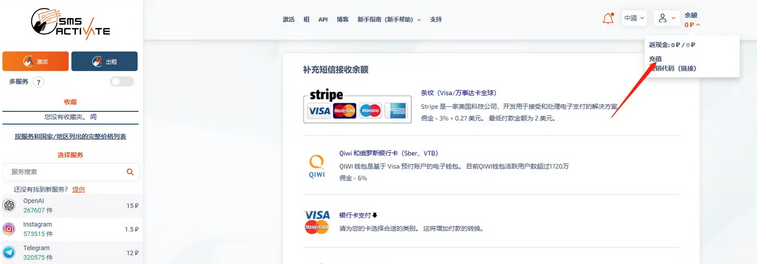 SMS ACTIVATE
激活 租 API 博客 新手指南（新手帮助） 支持
中國
余额
0 ₽
返现金: 0 ₽ / 0 ₽
充值
销代码（链接）
激活
出租
多服务 ?
收藏
您没有收藏夹。 间
按服务和国家/地区列出的完整价格列表
选择服务
服务搜索
还没有找到新服务？ 提供
OpenAI
267607 件
15 ₽
Instagram
573515 件
1.5 ₽
Telegram
320575 件
12 ₽
补充短信接收余额
stripe
VISA MasterCard
条纹（Visa/万事达卡全球）
Stripe 是一家美国科技公司，开发用于接受和处理电子支付的解决方案
佣金 - 3% + 0.27 美元。 最低付款金额为 2 美元。
QIWI
Qiwi 和俄罗斯银行卡（Sber、VTB）
QIWI 钱包是基于 Visa 预付账户的电子钱包。 目前QIWI钱包活跃用户数超过1720万
佣金 - 6%
VISA
MasterCard
银行卡支付
请为您的卡选择合适的类别。 这将增加付款的转换。